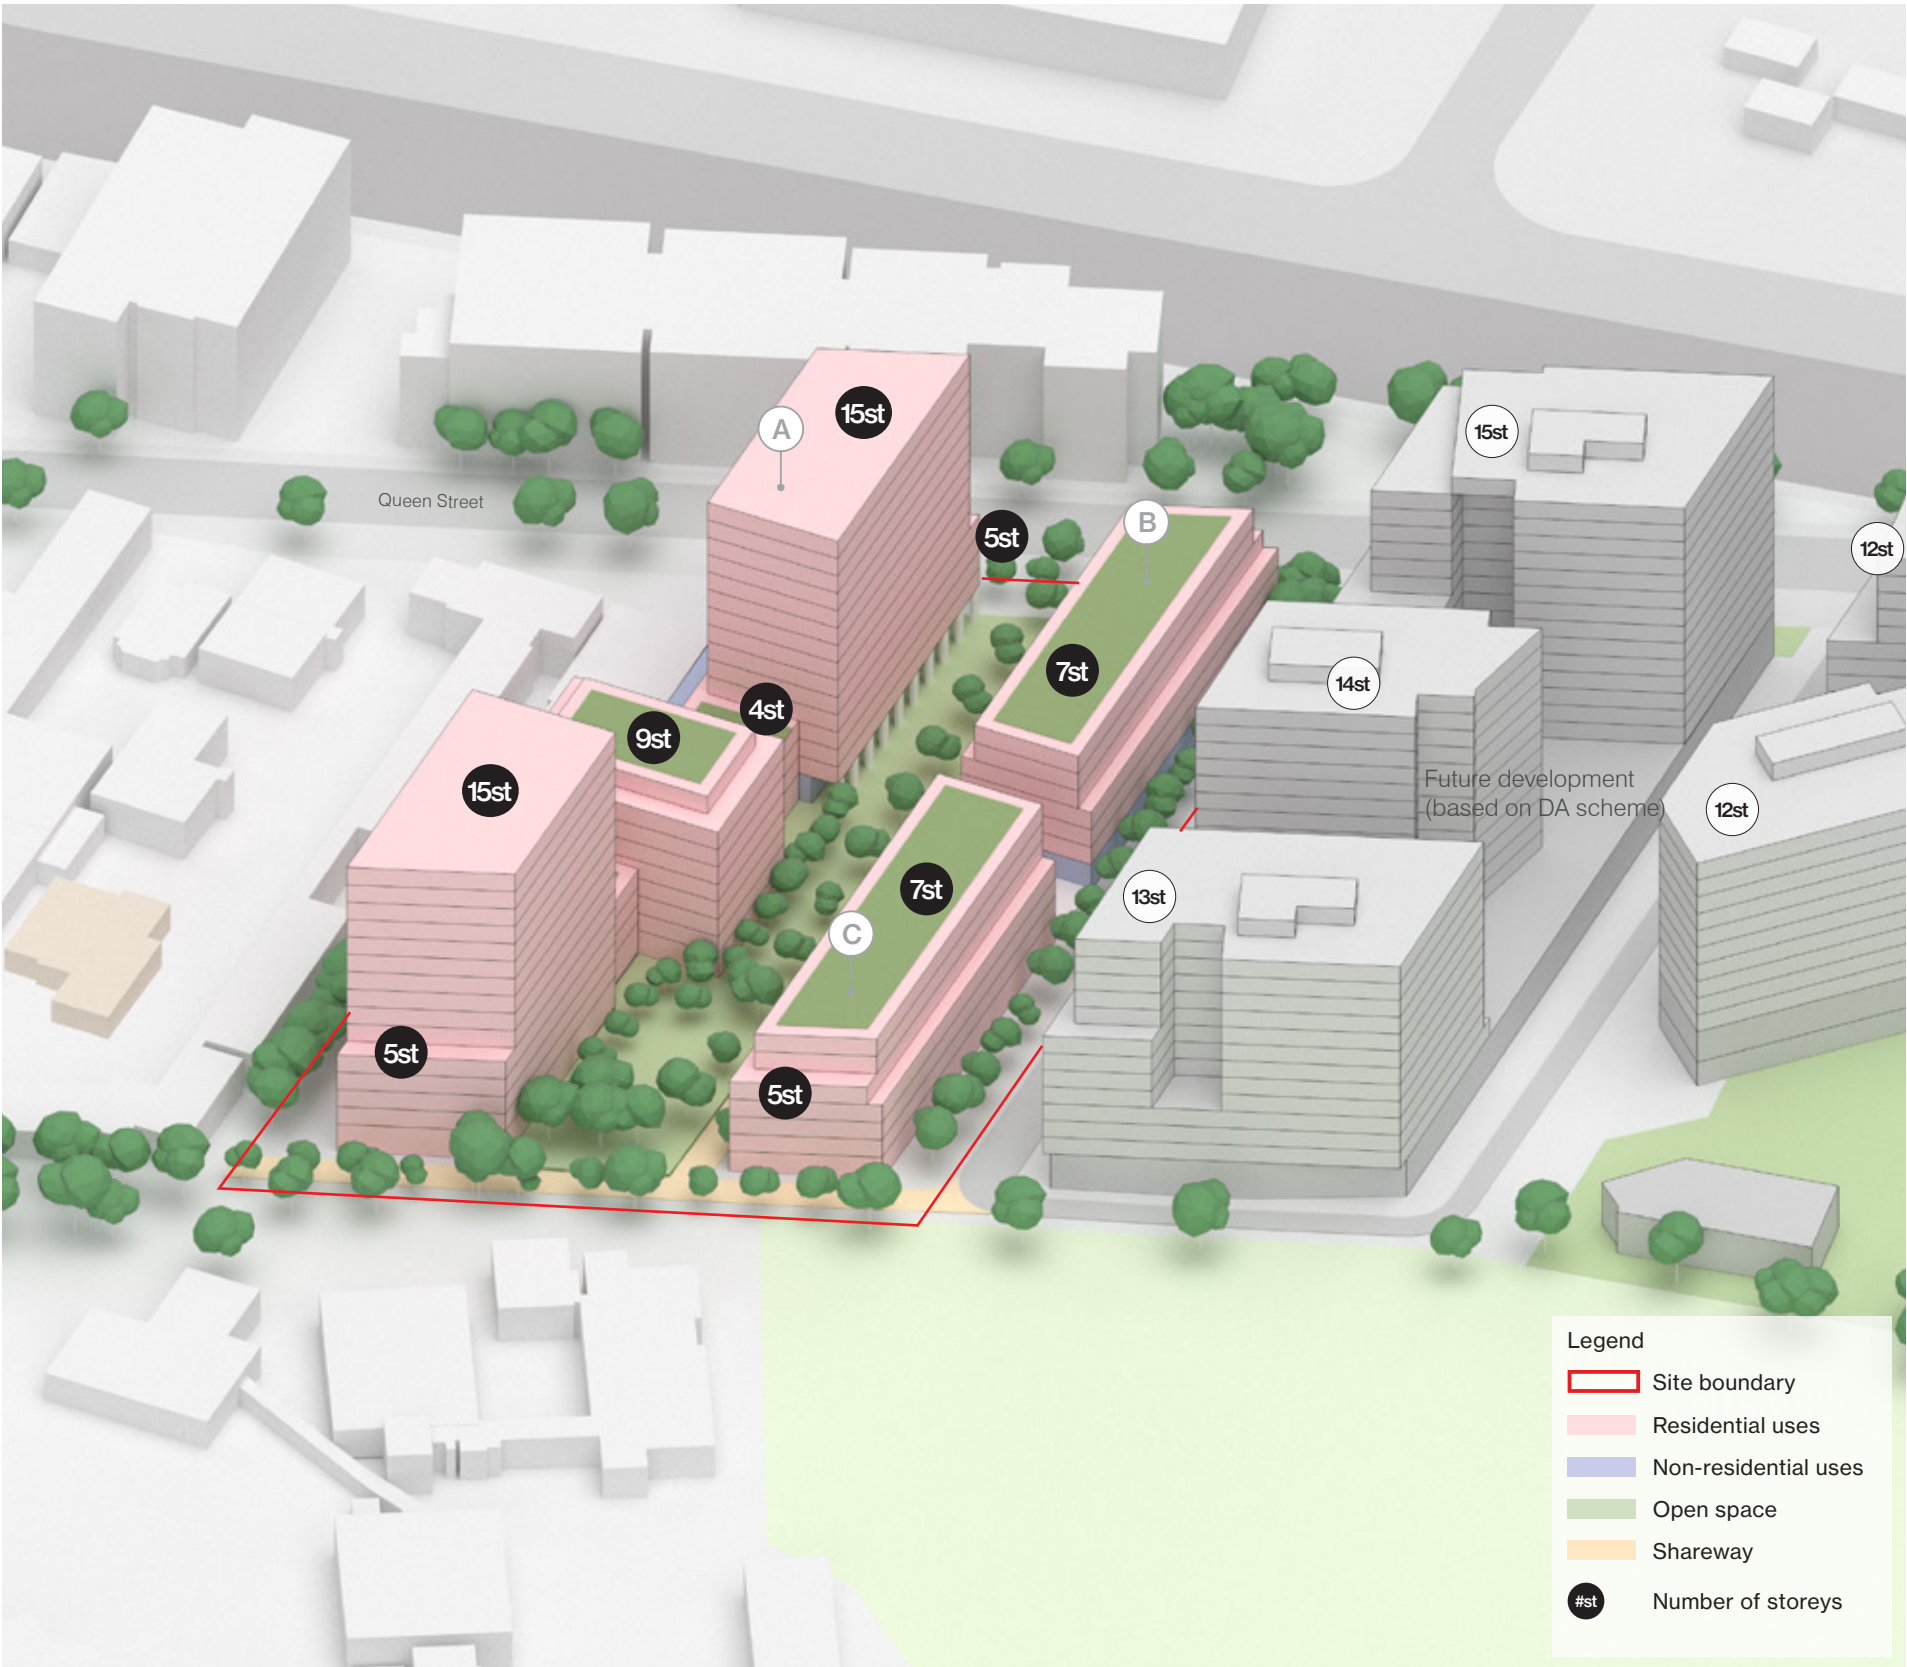 15st
A
15st
Queen Street
B
5st
12st
7st
14st
4st
9st
Future development
(based on DA scheme)
15st
12st
7st
13st
C
5st
5st
Legend
Site boundary
Residential uses
Non-residential uses
Open space
Shareway
#st
Number of storeys